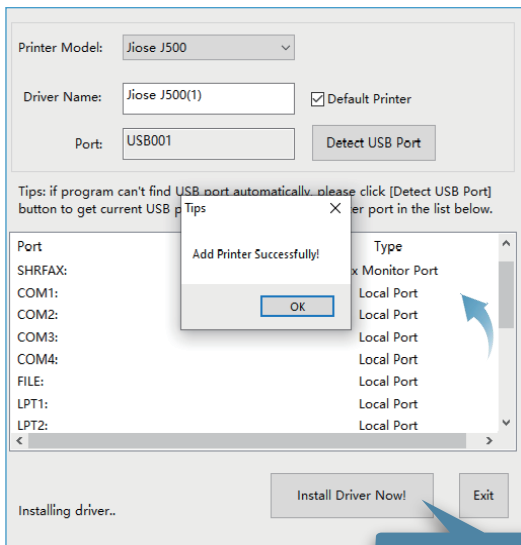 Printer Model: Jiose J500
Driver Name: Jiose J500(1) Default Printer
Port: USB001 Detect USB Port
Tips: if program can't find USB port automatically, please click [Detect USB Port]
button to get current USB p er port in the list below.
Tips
Add Printer Successfully!
OK
Port Type
SHRFAX: x Monitor Port
COM1: Local Port
COM2: Local Port
COM3: Local Port
COM4: Local Port
FILE: Local Port
LPT1: Local Port
LPT2: Local Port
Install Driver Now! Exit
Installing driver..